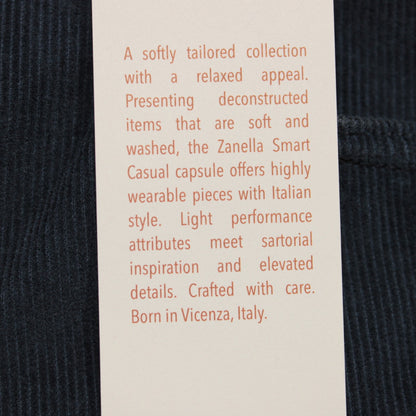 A softly tailored collection
with a relaxed appeal.
Presenting deconstructed
items that are soft and
washed, the Zanella Smart
Casual capsule offers highly
wearable pieces with Italian
style. Light performance
attributes meet sartorial
inspiration and elevated
details. Crafted with care.
Born in Vicenza, Italy.